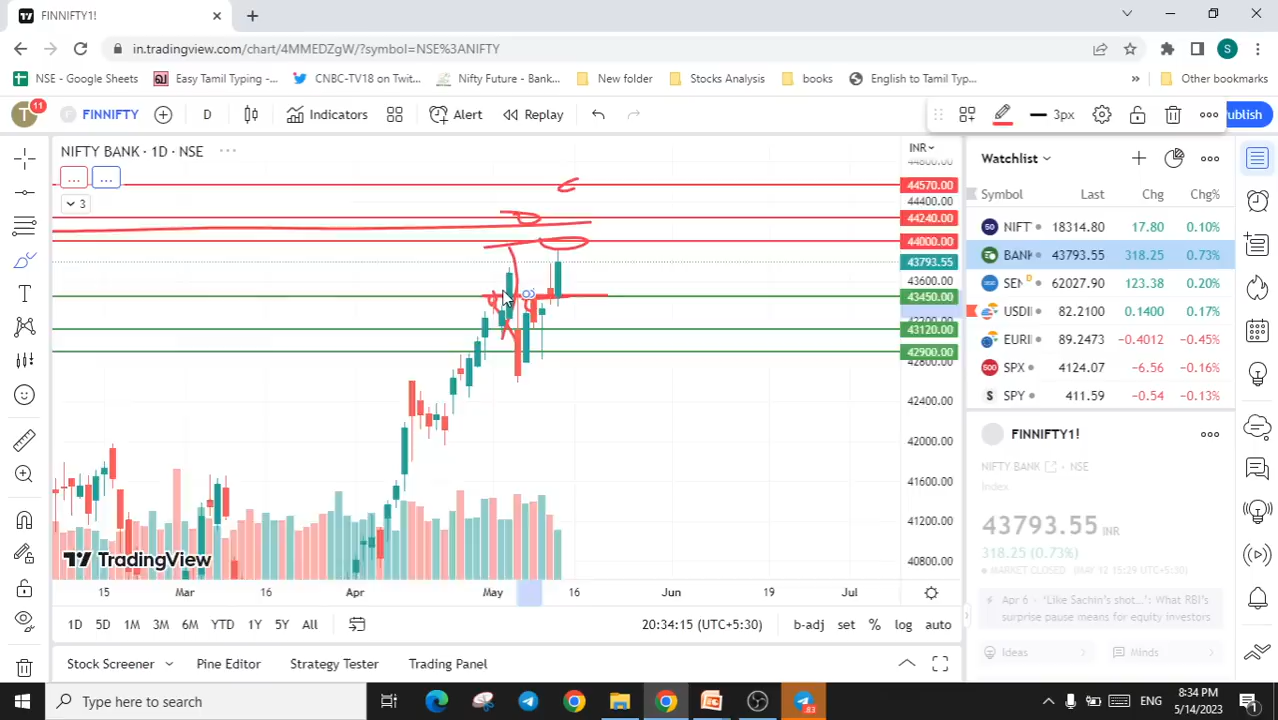 FINNIFTY1!
in.tradingview.com/chart/4MMEDZgW/?symbol=NSE%3ANIFTY
S
NSE - Google Sheets Easy Tamil Typing -... CNBC-TV18 on Twit... Nifty Future - Bank... New folder Stocks Analysis books English to Tamil Typ... » Other bookmarks
T 11 FINNIFTY D Indicators Alert Replay 3px ublish
NIFTY BANK · 1D · NSE ...
... ...
3
INR
44800.00
44570.00
44400.00
44240.00
44000.00
43793.55
43600.00
43450.00
43120.00
42900.00
42800.00
42400.00
42000.00
41600.00
41200.00
40800.00
TradingView
15 Mar 16 Apr May 16 Jun 19 Jul
1D 5D 1M 3M 6M YTD 1Y 5Y All 20:34:15 (UTC+5:30) b-adj set % log auto
Stock Screener Pine Editor Strategy Tester Trading Panel
Watchlist
Symbol Last Chg Chg%
50 NIFT 18314.80 17.80 0.10%
BANK 43793.55 318.25 0.73%
SEN D 62027.90 123.38 0.20%
USDII 82.2100 0.1400 0.17%
EURII 89.2473 −0.4012 −0.45%
500 SPX 4124.07 −6.56 −0.16%
$ SPY 411.59 −0.54 −0.13%
FINNIFTY1!
NIFTY BANK · NSE
Index
43793.55 INR
318.25 (0.73%)
MARKET CLOSED (MAY 12 15:29 UTC+5:30)
Apr 6 · 'Like Sachin's shot...': What RBI's
surprise pause means for equity investors
Ideas Minds
Type here to search
83
ENG
8:34 PM
5/14/2023
1